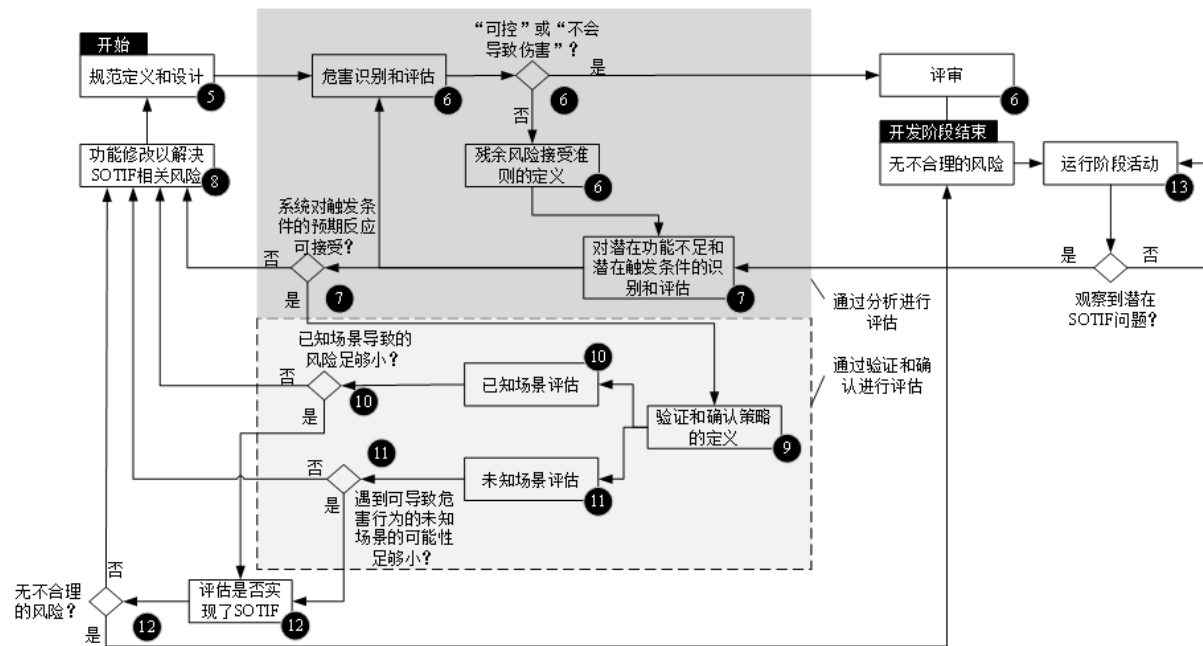 “可控”或“不会
导致伤害”？
开始
规范定义和设计
5
危害识别和评估
6
6
是
否
评审
6
开发阶段结束
无不合理的风险
运行阶段活动
13
功能修改以解决
SOTIF相关风险
8
残余风险接受准
则的定义
6
系统对触发条
件的预期反应
可接受？
否
是
7
对潜在功能不足和
潜在触发条件的识
别和评估
7
是
否
观察到潜在
SOTIF问题？
通过分析进行
评估
通过验证和确
认进行评估
已知场景导致的
风险足够小？
否
是
10
已知场景评估
10
验证和确认策略
的定义
9
否
是
11
未知场景评估
11
遇到可导致危
害行为的未知
场景的可能性
足够小？
无不合理
的风险？
否
是
12
评估是否实
现了SOTIF
12